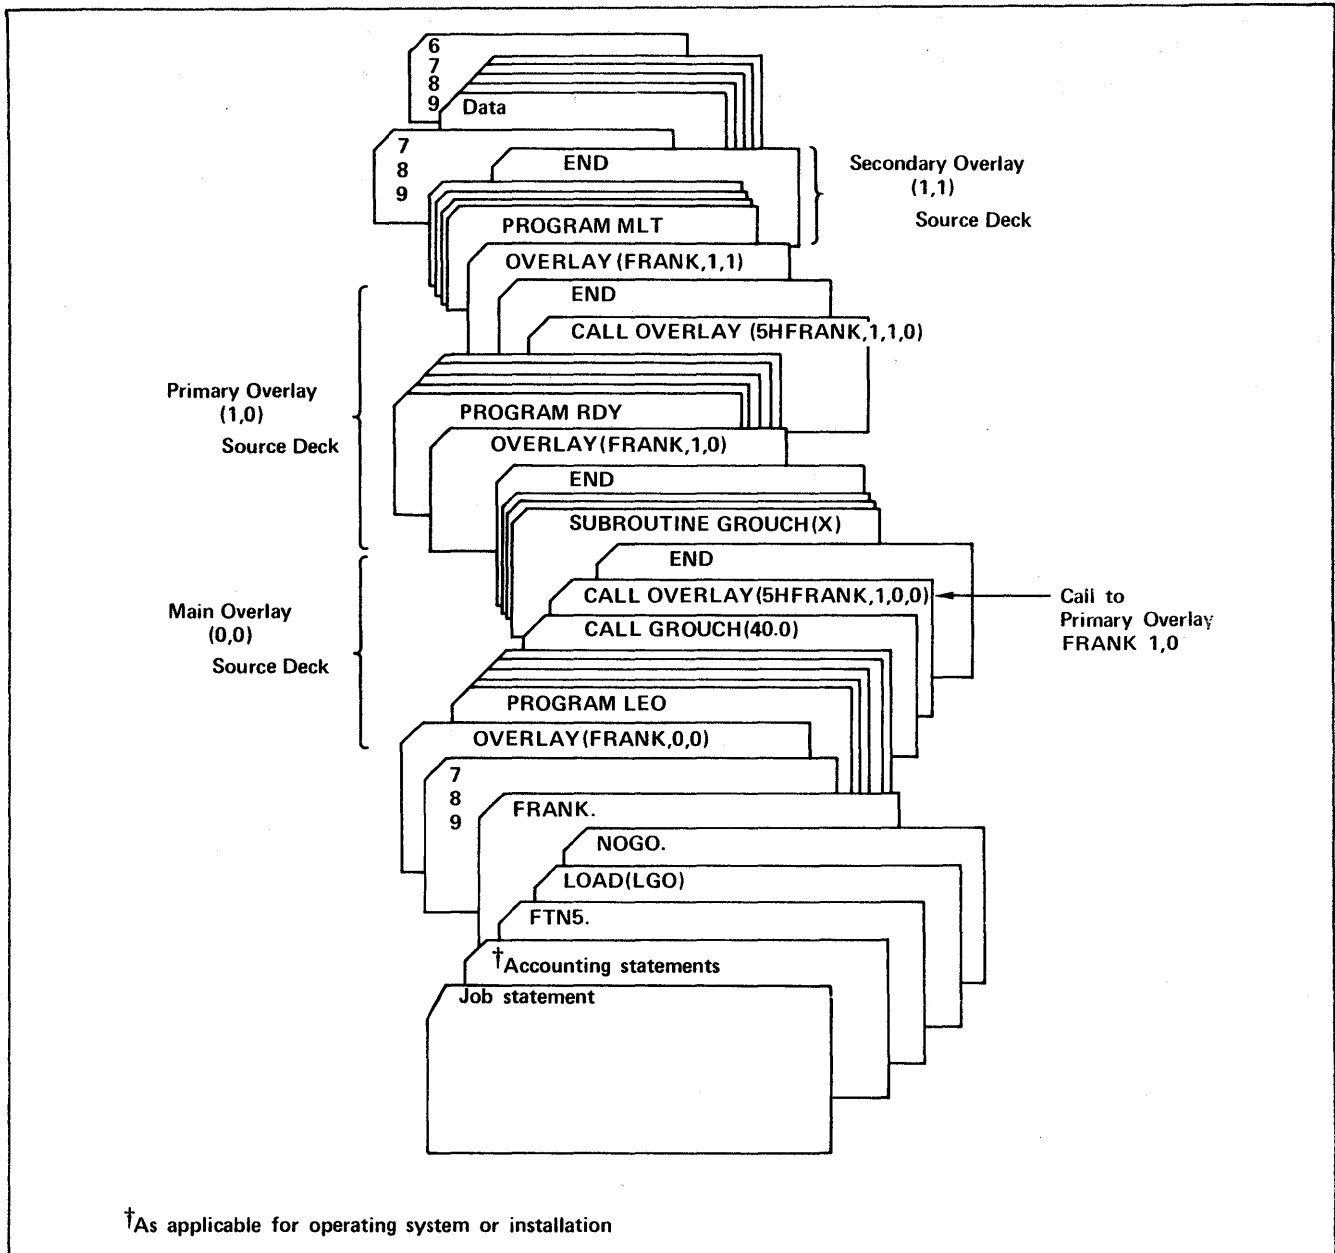 6
7
8
9
Data
7
8
9
END
Secondary Overlay
(1,1)
Source Deck
PROGRAM MLT
OVERLAY(FRANK,1,1)
END
CALL OVERLAY (5HFRANK,1,1,0)
Primary Overlay
(1,0)
Source Deck
PROGRAM RDY
OVERLAY(FRANK,1,0)
END
SUBROUTINE GROUCH(X)
END
CALL OVERLAY(5HFRANK,1,0,0)
Call to
Primary Overlay
FRANK 1,0
Main Overlay
(0,0)
Source Deck
CALL GROUCH(40.0)
PROGRAM LEO
OVERLAY(FRANK,0,0)
7
8
9
FRANK.
NOGO.
LOAD(LGO)
FTN5.
†Accounting statements
Job statement
†As applicable for operating system or installation